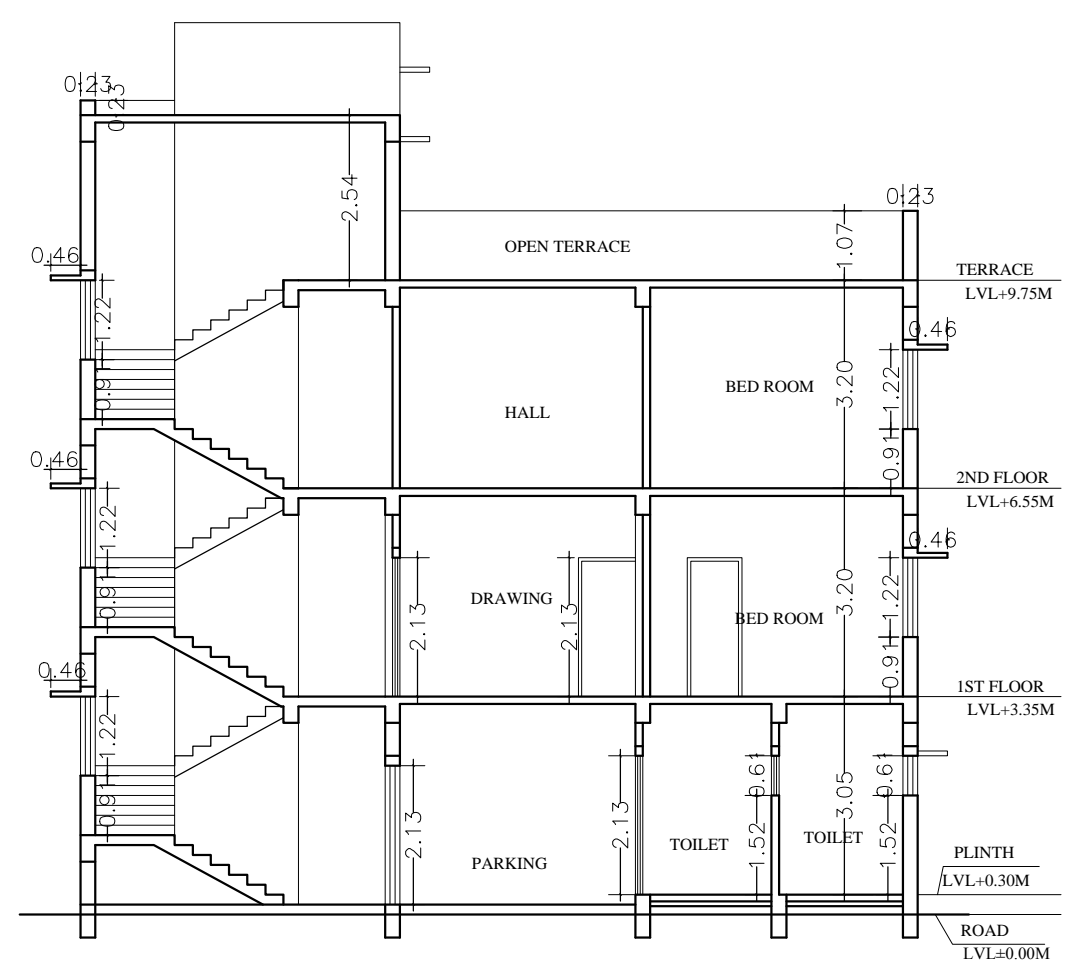 0.23
0.23
2.54
0.23
OPEN TERRACE
1.07
0.46
TERRACE
LVL+9.75M
1.22
0.46
0.91
HALL
BED ROOM
3.20
1.22
0.91
0.46
2ND FLOOR
LVL+6.55M
1.22
0.46
0.91
2.13
DRAWING
2.13
BED ROOM
3.20
1.22
0.91
0.46
1ST FLOOR
LVL+3.35M
1.22
0.91
2.13
PARKING
2.13
TOILET
0.61
1.52
3.05
TOILET
0.61
1.52
PLINTH
LVL+0.30M
ROAD
LVL±0.00M